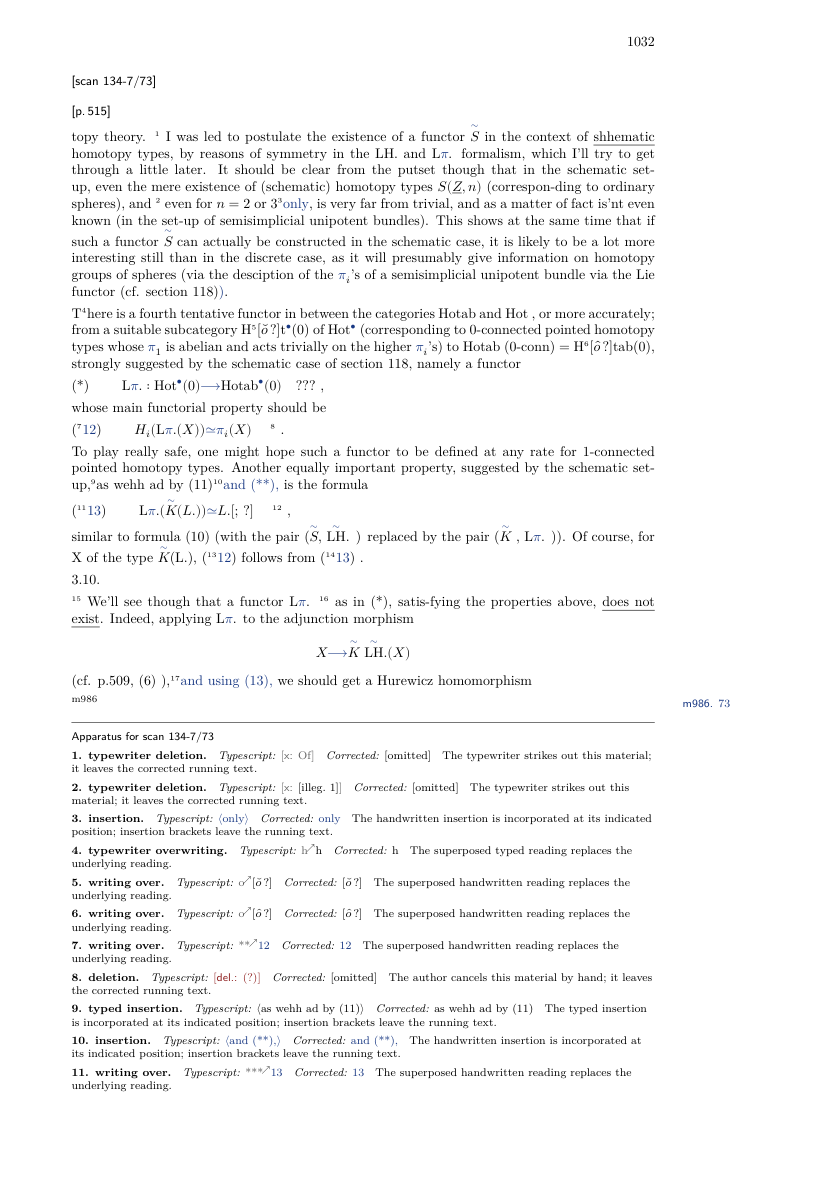 1032
[scan 134-7/73]
[p. 515]
topy theory. ¹ I was led to postulate the existence of a functor S̃ in the context of shhematic
homotopy types, by reasons of symmetry in the LH. and Lπ. formalism, which I'll try to get
through a little later. It should be clear from the putset though that in the schematic set-
up, even the mere existence of (schematic) homotopy types S(Z, n) (correspon-ding to ordinary
spheres), and ² even for n = 2 or 3³only, is very far from trivial, and as a matter of fact is'nt even
known (in the set-up of semisimplicial unipotent bundles). This shows at the same time that if
such a functor S̃ can actually be constructed in the schematic case, it is likely to be a lot more
interesting still than in the discrete case, as it will presumably give information on homotopy
groups of spheres (via the desciption of the πᵢ's of a semisimplicial unipotent bundle via the Lie
functor (cf. section 118)).
T⁴here is a fourth tentative functor in between the categories Hotab and Hot , or more accurately;
from a suitable subcategory H⁵[ŏ ?]t•(0) of Hot• (corresponding to 0-connected pointed homotopy
types whose π₁ is abelian and acts trivially on the higher πᵢ's) to Hotab (0-conn) = H⁶[ô ?]tab(0),
strongly suggested by the schematic case of section 118, namely a functor
(*) Lπ. : Hot•(0)⟶Hotab•(0) ??? ,
whose main functorial property should be
(⁷12) Hᵢ(Lπ.(X))≃πᵢ(X) ⁸ .
To play really safe, one might hope such a functor to be defined at any rate for 1-connected
pointed homotopy types. Another equally important property, suggested by the schematic set-
up,⁹as wehh ad by (11)¹⁰and (**), is the formula
(¹¹13) Lπ.(K̃(L.))≃L.[; ?] ¹² ,
similar to formula (10) (with the pair (S̃, LH̃. ) replaced by the pair (K̃ , Lπ. )). Of course, for
X of the type K̃(L.), (¹³12) follows from (¹⁴13) .
3.10.
¹⁵ We'll see though that a functor Lπ. ¹⁶ as in (*), satis-fying the properties above, does not
exist. Indeed, applying Lπ. to the adjunction morphism
X⟶K̃ LH̃.(X)
(cf. p.509, (6) ),¹⁷and using (13), we should get a Hurewicz homomorphism
m986
m986. 73
Apparatus for scan 134-7/73
1. typewriter deletion. Typescript: [x: Of] Corrected: [omitted] The typewriter strikes out this material;
it leaves the corrected running text.
2. typewriter deletion. Typescript: [x: [illeg. 1]] Corrected: [omitted] The typewriter strikes out this
material; it leaves the corrected running text.
3. insertion. Typescript: ⟨only⟩ Corrected: only The handwritten insertion is incorporated at its indicated
position; insertion brackets leave the running text.
4. typewriter overwriting. Typescript: h↗h Corrected: h The superposed typed reading replaces the
underlying reading.
5. writing over. Typescript: o↗[ŏ ?] Corrected: [ŏ ?] The superposed handwritten reading replaces the
underlying reading.
6. writing over. Typescript: o↗[ô ?] Corrected: [ô ?] The superposed handwritten reading replaces the
underlying reading.
7. writing over. Typescript: **↗12 Corrected: 12 The superposed handwritten reading replaces the
underlying reading.
8. deletion. Typescript: [del.: (?)] Corrected: [omitted] The author cancels this material by hand; it leaves
the corrected running text.
9. typed insertion. Typescript: ⟨as wehh ad by (11)⟩ Corrected: as wehh ad by (11) The typed insertion
is incorporated at its indicated position; insertion brackets leave the running text.
10. insertion. Typescript: ⟨and (**),⟩ Corrected: and (**), The handwritten insertion is incorporated at
its indicated position; insertion brackets leave the running text.
11. writing over. Typescript: ***↗13 Corrected: 13 The superposed handwritten reading replaces the
underlying reading.